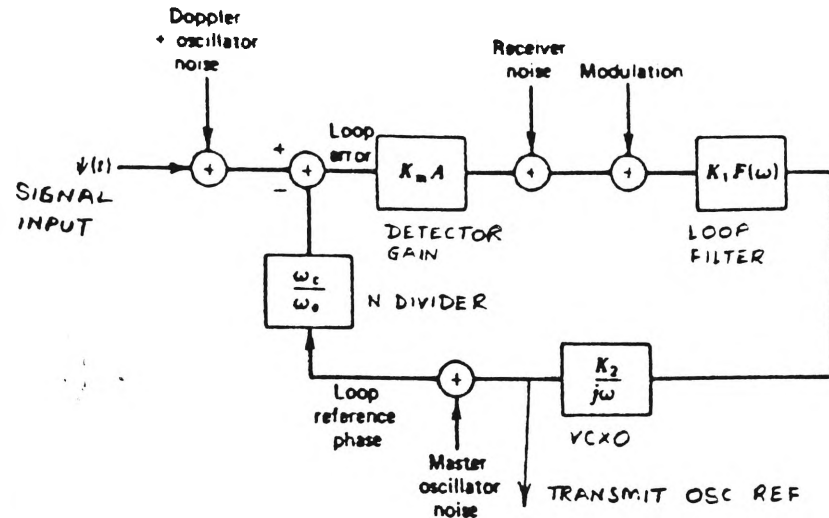 Doppler
+ oscillator
noise
Receiver
noise
Modulation
Loop
error
+
+
+
−
+
+
ψ(t)
SIGNAL
INPUT
K_m A
K_1 F(ω)
DETECTOR
GAIN
LOOP
FILTER
ω_c
ω_o
N DIVIDER
Loop
reference
phase
+
K_2
jω
VCXO
Master
oscillator
noise
TRANSMIT OSC REF